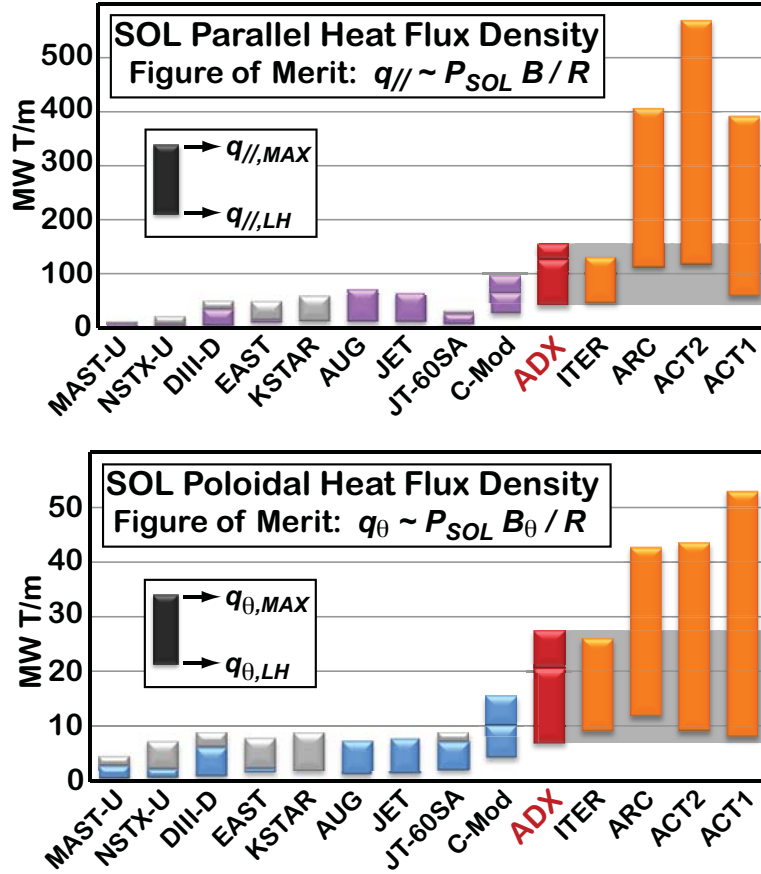 SOL Parallel Heat Flux Density
Figure of Merit: q// ~ PSOL B / R
MW T/m
500
400
300
200
100
0
q//,MAX
q//,LH
MAST-U
NSTX-U
DIII-D
EAST
KSTAR
AUG
JET
JT-60SA
C-Mod
ADX
ITER
ARC
ACT2
ACT1
SOL Poloidal Heat Flux Density
Figure of Merit: qθ ~ PSOL Bθ / R
MW T/m
50
40
30
20
10
0
qθ,MAX
qθ,LH
MAST-U
NSTX-U
DIII-D
EAST
KSTAR
AUG
JET
JT-60SA
C-Mod
ADX
ITER
ARC
ACT2
ACT1